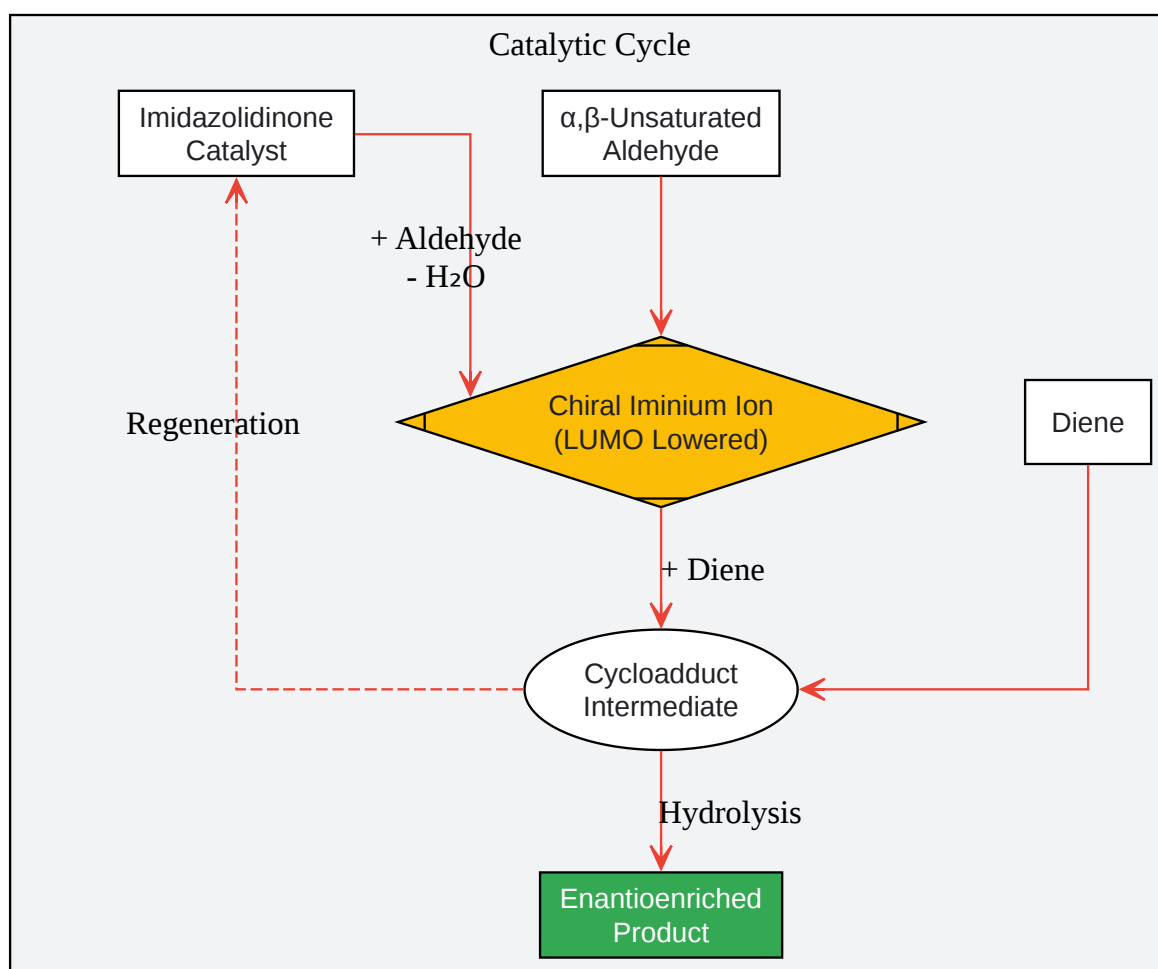 Catalytic Cycle
Imidazolidinone
Catalyst
α,β-Unsaturated
Aldehyde
+ Aldehyde
- H₂O
Regeneration
Chiral Iminium Ion
(LUMO Lowered)
Diene
+ Diene
Cycloadduct
Intermediate
Hydrolysis
Enantioenriched
Product